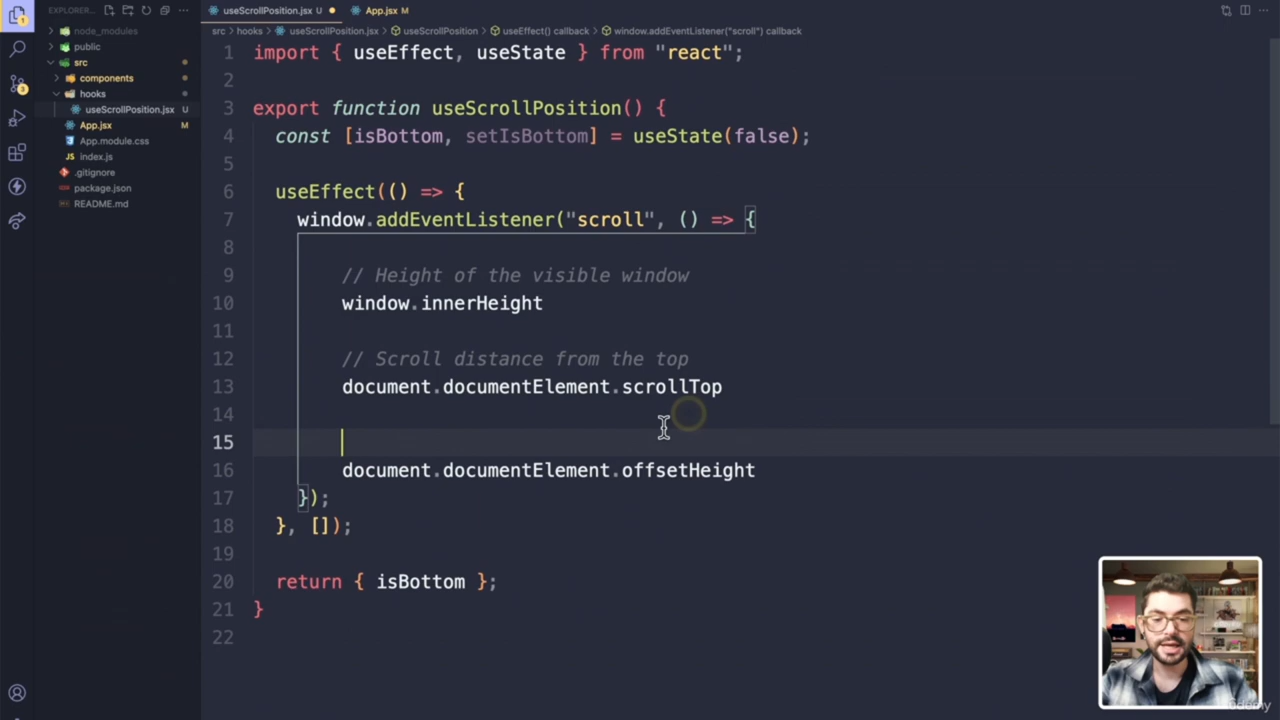 EXPLORER...
node_modules
public
src
components
hooks
useScrollPosition.jsx U
App.jsx M
App.module.css
index.js
.gitignore
package.json
README.md
useScrollPosition.jsx U
App.jsx M
src > hooks > useScrollPosition.jsx > useScrollPosition > useEffect() callback > window.addEventListener("scroll") callback
1 import { useEffect, useState } from "react";
2
3 export function useScrollPosition() {
4 const [isBottom, setIsBottom] = useState(false);
5
6 useEffect(() => {
7 window.addEventListener("scroll", () => {
8
9 // Height of the visible window
10 window.innerHeight
11
12 // Scroll distance from the top
13 document.documentElement.scrollTop
14
15
16 document.documentElement.offsetHeight
17 });
18 }, []);
19
20 return { isBottom };
21 }
22
1
3
udemy